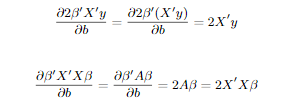 ∂2β′X′y / ∂b = ∂2β′(X′y) / ∂b = 2X′y
∂β′X′Xβ / ∂b = ∂β′Aβ / ∂b = 2Aβ = 2X′Xβ